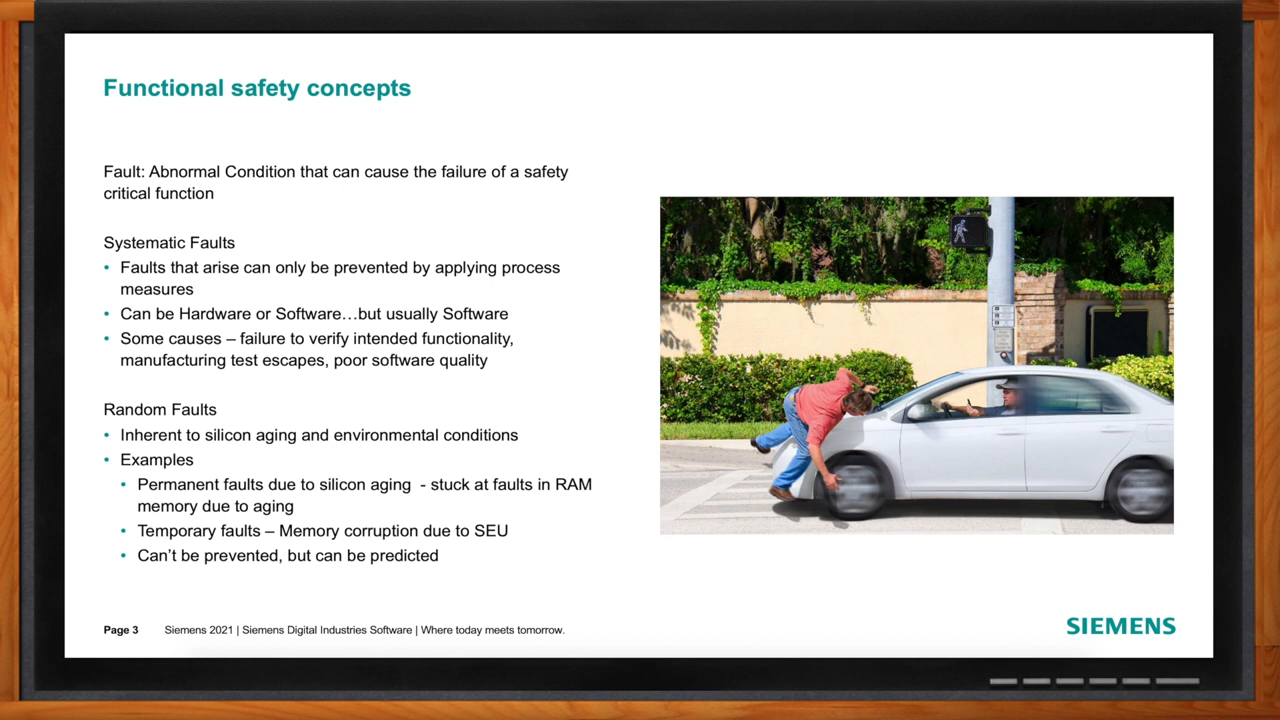 Functional safety concepts
Fault: Abnormal Condition that can cause the failure of a safety
critical function
Systematic Faults
• Faults that arise can only be prevented by applying process
measures
• Can be Hardware or Software…but usually Software
• Some causes – failure to verify intended functionality,
manufacturing test escapes, poor software quality
Random Faults
• Inherent to silicon aging and environmental conditions
• Examples
• Permanent faults due to silicon aging - stuck at faults in RAM
memory due to aging
• Temporary faults – Memory corruption due to SEU
• Can't be prevented, but can be predicted
Page 3 Siemens 2021 | Siemens Digital Industries Software | Where today meets tomorrow.
SIEMENS